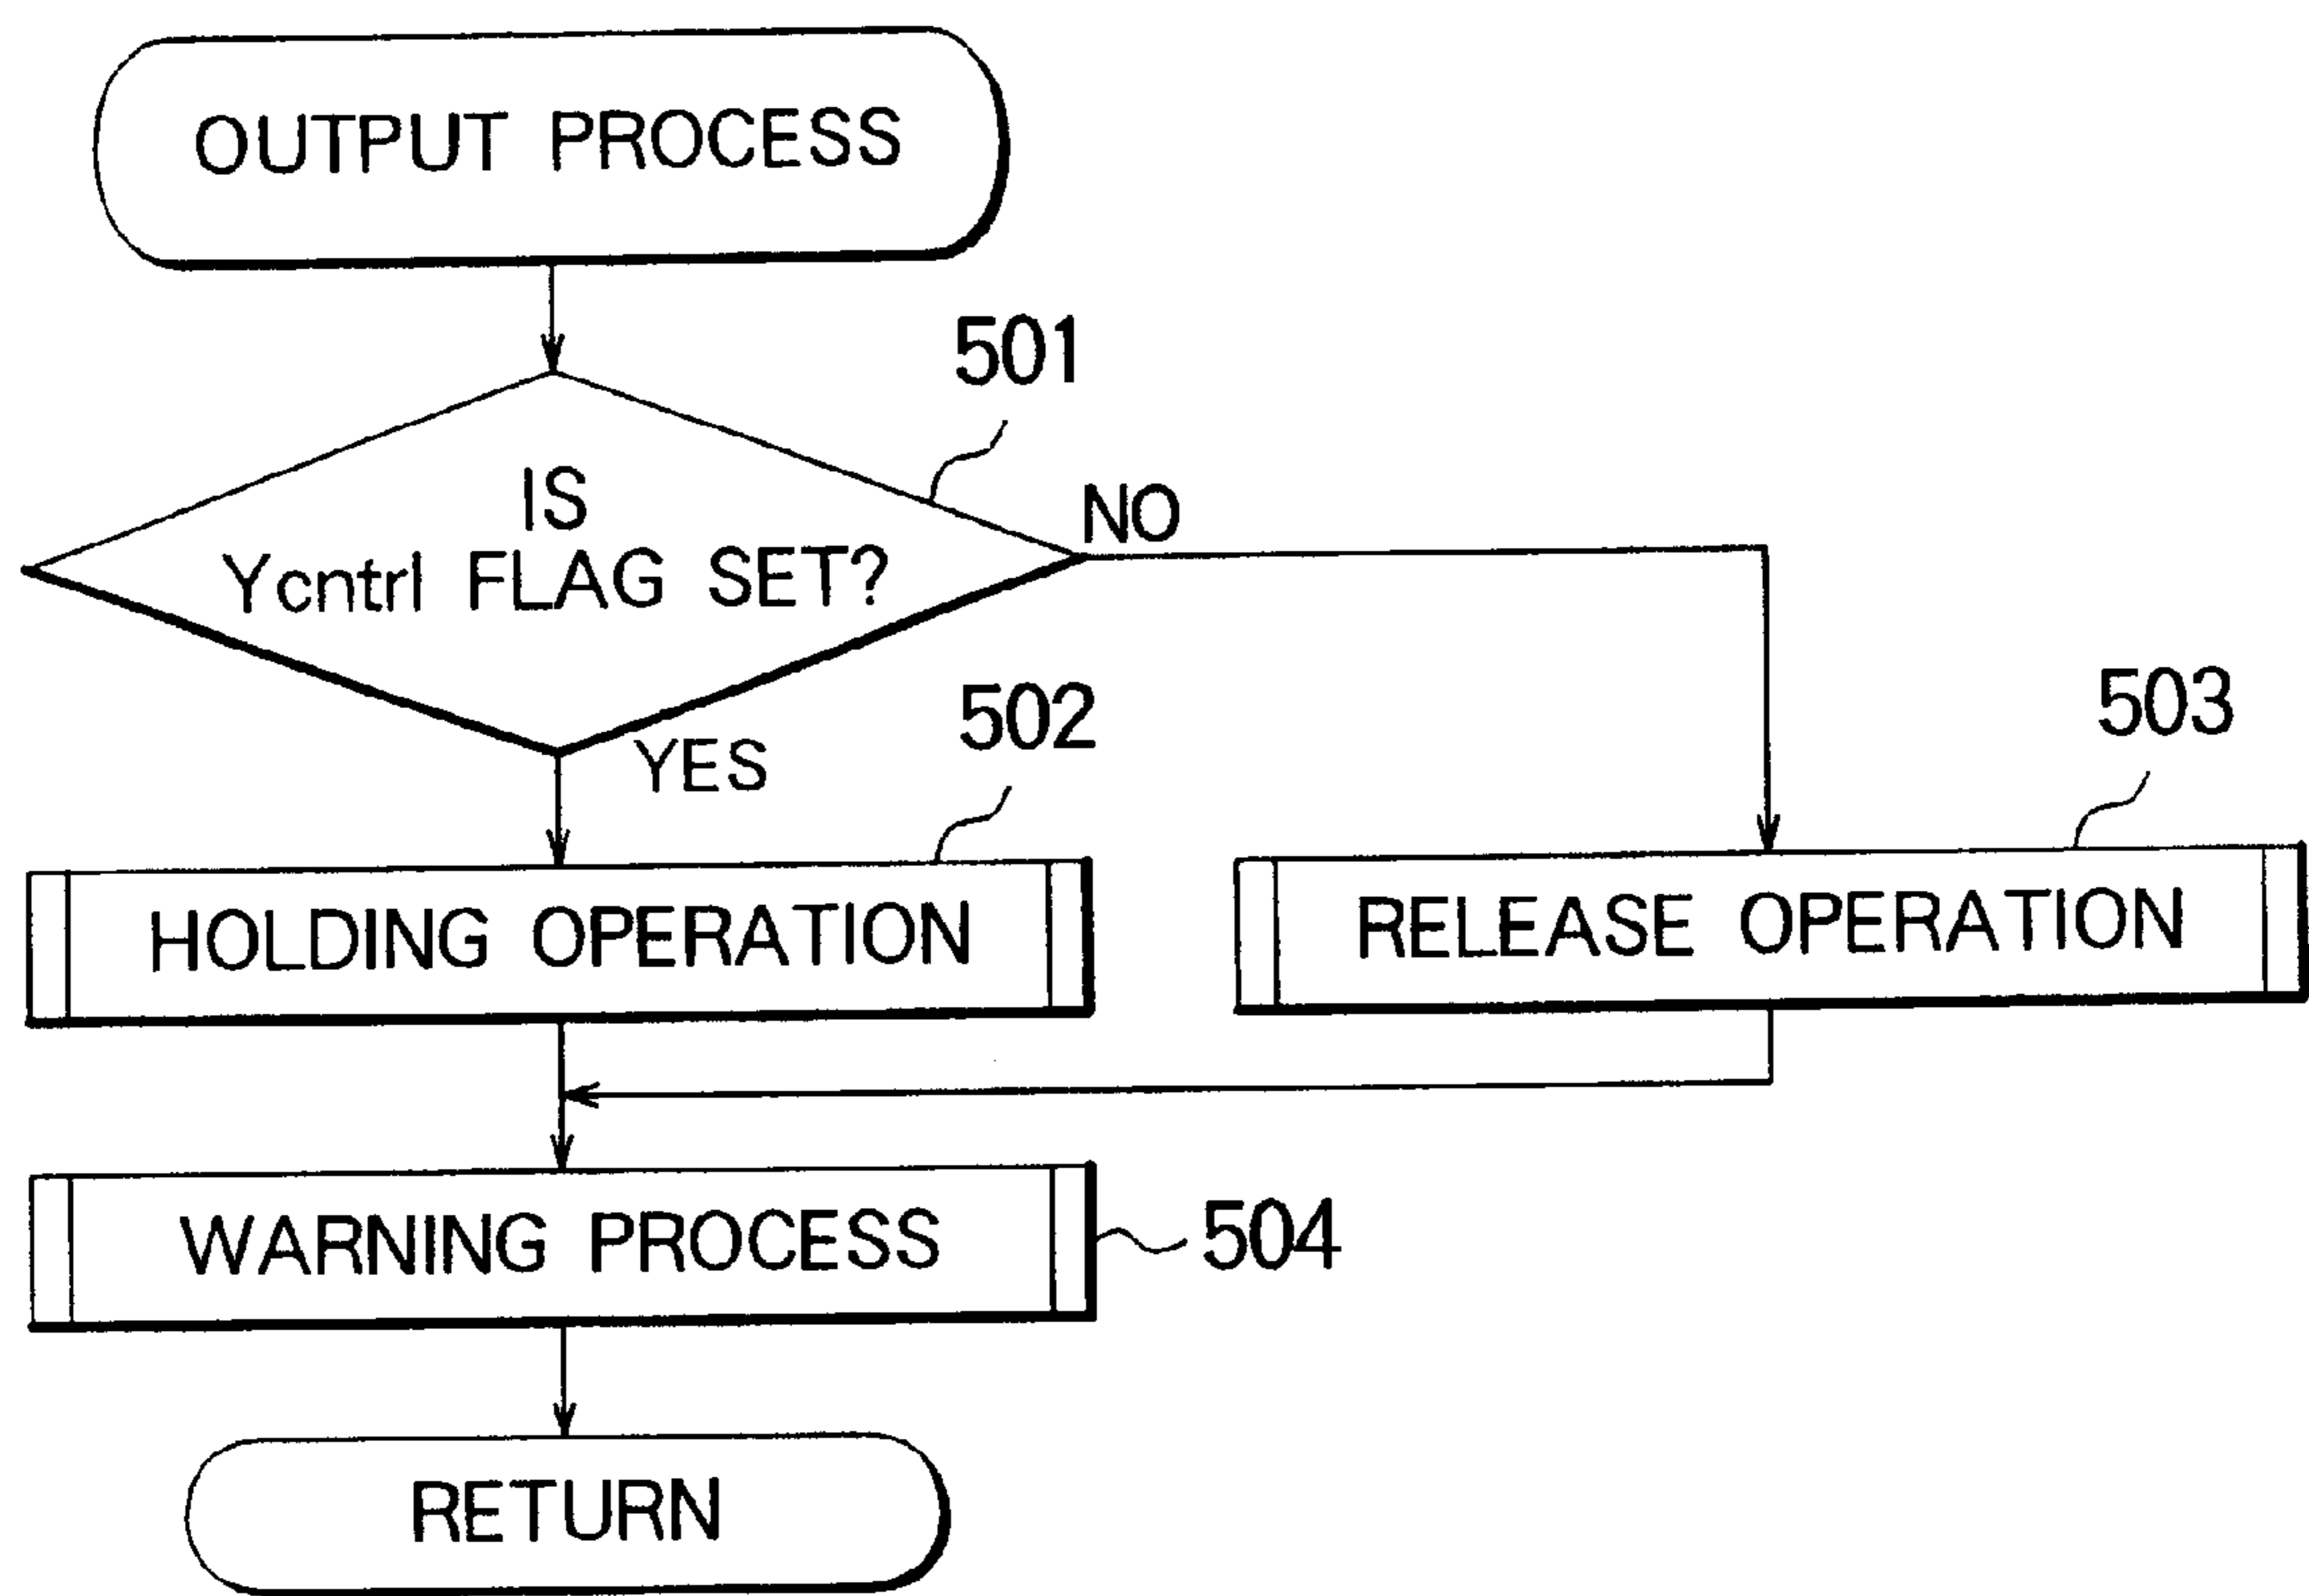 OUTPUT PROCESS
501
IS
Ycntrl FLAG SET?
NO
YES
502
503
HOLDING OPERATION
RELEASE OPERATION
WARNING PROCESS
504
RETURN